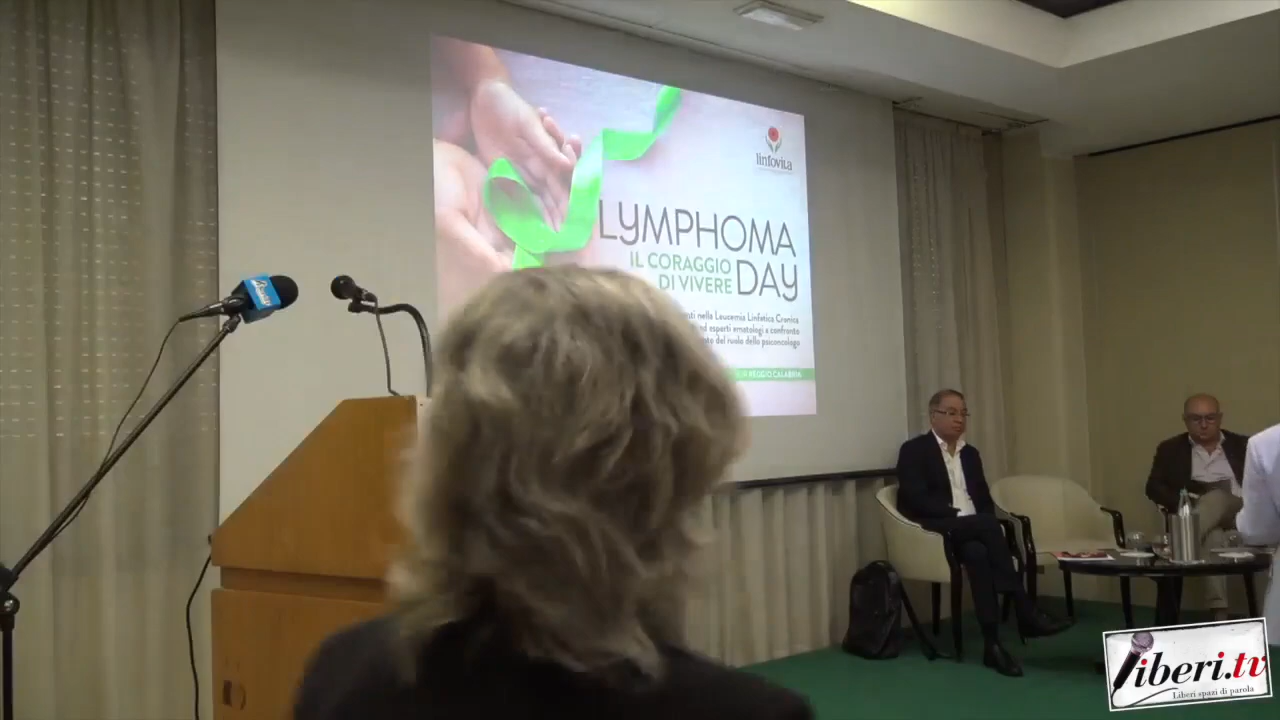 linfovita
LYMPHOMA
IL CORAGGIO
DI VIVERE DAY
nella Leucemia Linfatica Cronica
ed esperti ematologi a confronto
del ruolo dello psiconcologo
REGGIO CALABRIA
liberi.tv
Liberi spazi di parola